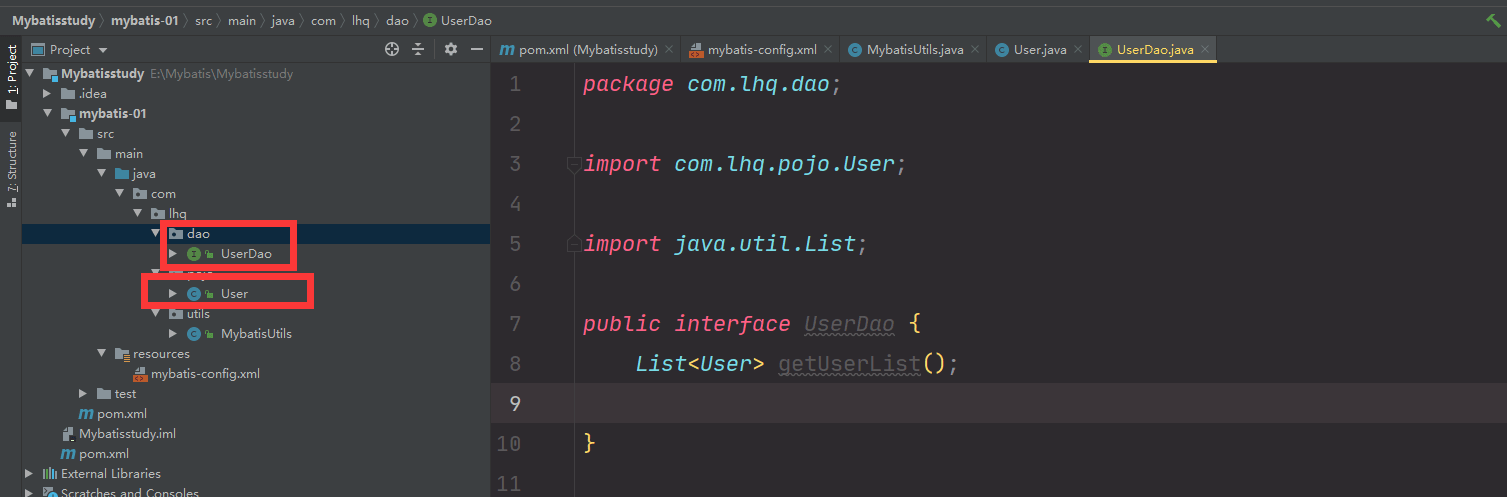 Mybatisstudy mybatis-01 src main java com lhq dao UserDao
1: Project
7: Structure
Project
Mybatisstudy E:\Mybatis\Mybatisstudy
.idea
mybatis-01
src
main
java
com
lhq
dao
UserDao
pojo
User
utils
MybatisUtils
resources
mybatis-config.xml
test
pom.xml
Mybatisstudy.iml
pom.xml
External Libraries
Scratches and Consoles
pom.xml (Mybatisstudy) mybatis-config.xml MybatisUtils.java User.java UserDao.java
1 package com.lhq.dao;
2
3 import com.lhq.pojo.User;
4
5 import java.util.List;
6
7 public interface UserDao {
8 List<User> getUserList();
9
10 }
11